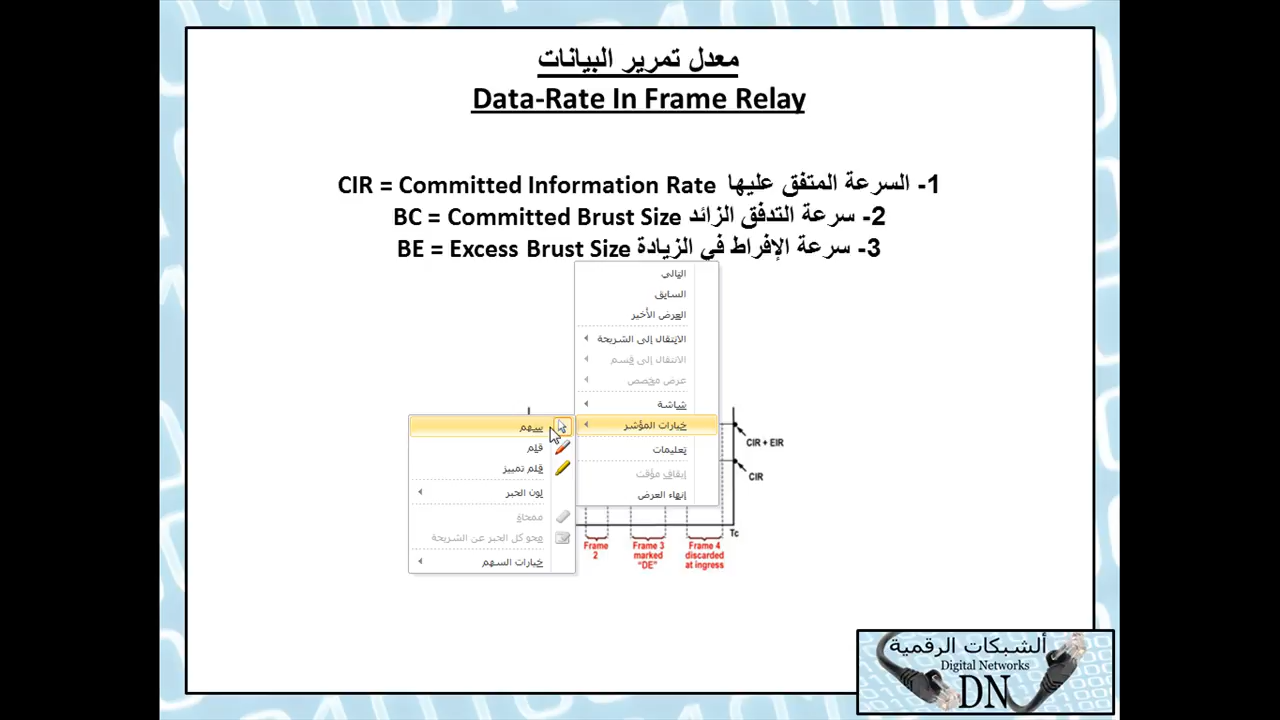 معدل تمرير البيانات
Data-Rate In Frame Relay
1- السرعة المتفق عليها CIR = Committed Information Rate
2- سرعة التدفق الزائد BC = Committed Brust Size
3- سرعة الإفراط في الزيادة BE = Excess Brust Size
التالي
السابق
العرض الأخير
الانتقال إلى الشريحة
الانتقال إلى قسم
عرض مخصص
شاشة
خيارات المؤشر
تعليمات
إيقاف مؤقت
إنهاء العرض
سهم
قلم
قلم تمييز
لون الحبر
ممحاة
محو كل الحبر عن الشريحة
خيارات السهم
CIR + EIR
CIR
Tc
Frame 2
Frame 3 marked "DE"
Frame 4 discarded at ingress
ألشبكات الرقمية
Digital Networks
DN